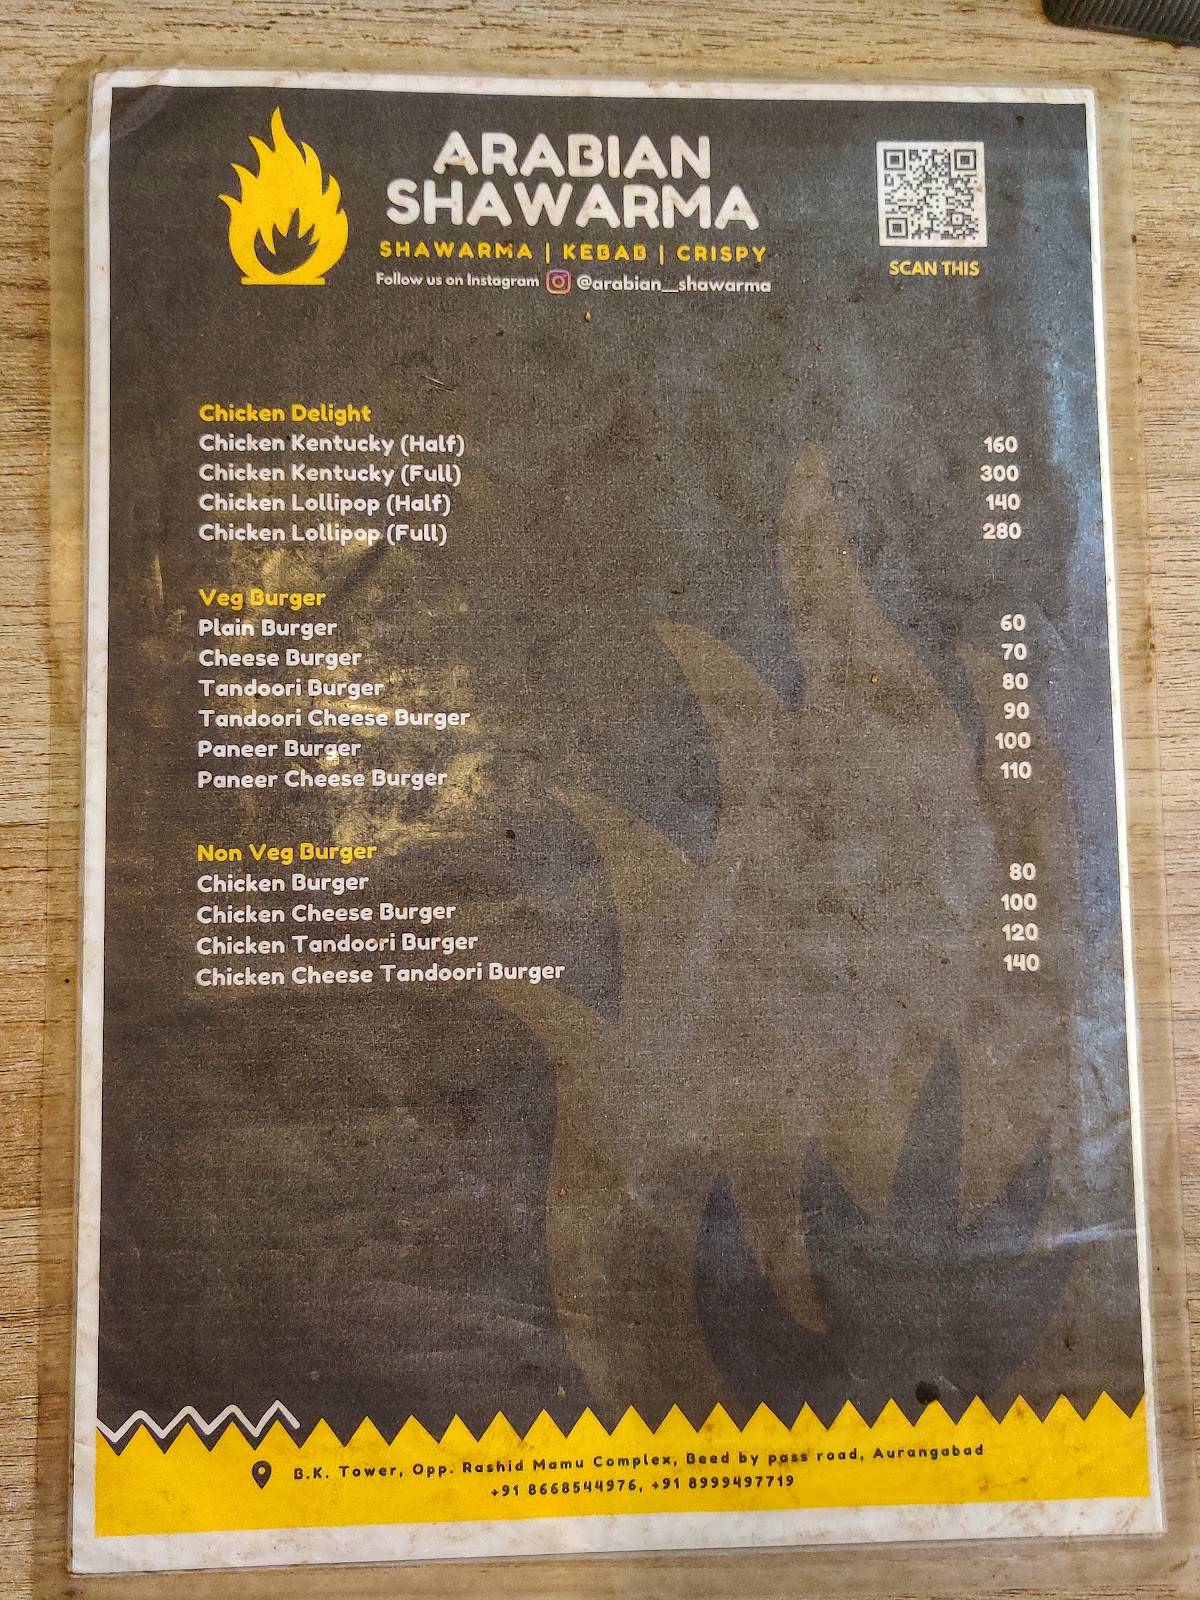 ARABIAN
SHAWARMA
SHAWARMA | KEBAB | CRISPY
Follow us on Instagram @arabian__shawarma
SCAN THIS
Chicken Delight
Chicken Kentucky (Half) 160
Chicken Kentucky (Full) 300
Chicken Lollipop (Half) 140
Chicken Lollipop (Full) 280
Veg Burger
Plain Burger 60
Cheese Burger 70
Tandoori Burger 80
Tandoori Cheese Burger 90
Paneer Burger 100
Paneer Cheese Burger 110
Non Veg Burger
Chicken Burger 80
Chicken Cheese Burger 100
Chicken Tandoori Burger 120
Chicken Cheese Tandoori Burger 140
B.K. Tower, Opp. Rashid Mamu Complex, Beed by pass road, Aurangabad
+91 8668544976, +91 8999497719